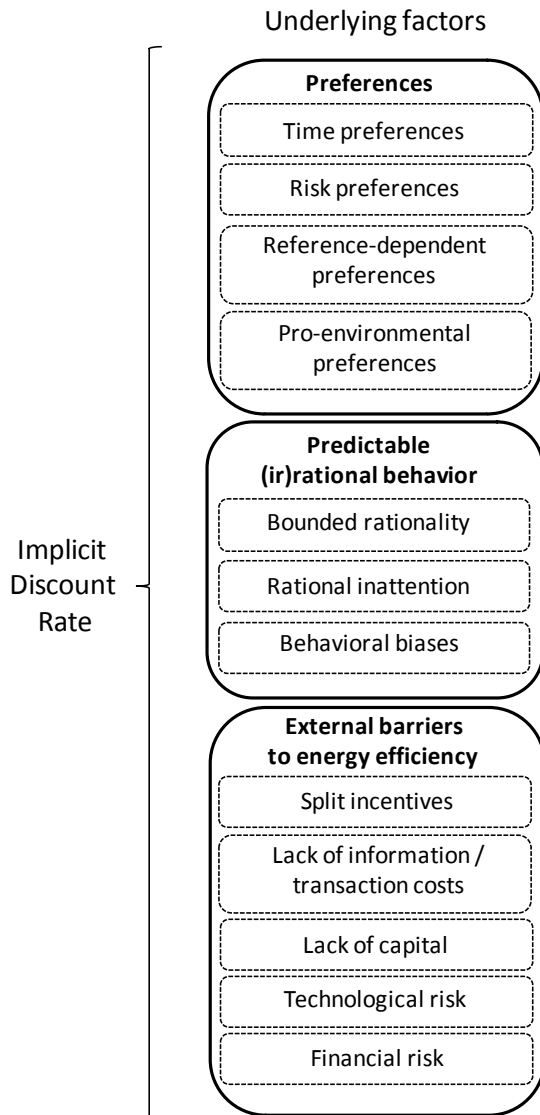 Underlying factors
Preferences
Time preferences
Risk preferences
Reference-dependent
preferences
Pro-environmental
preferences
Predictable
(ir)rational behavior
Bounded rationality
Rational inattention
Behavioral biases
Implicit
Discount
Rate
External barriers
to energy efficiency
Split incentives
Lack of information /
transaction costs
Lack of capital
Technological risk
Financial risk